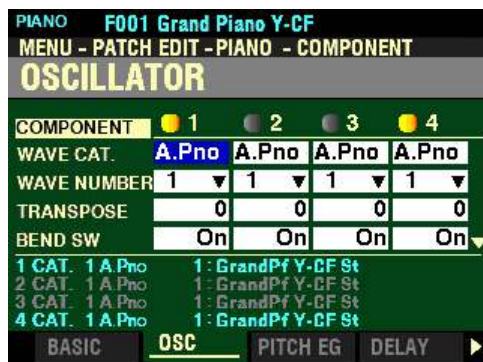 PIANO F001 Grand Piano Y-CF
MENU - PATCH EDIT - PIANO - COMPONENT
OSCILLATOR
COMPONENT 1 2 3 4
WAVE CAT. A.Pno A.Pno A.Pno A.Pno
WAVE NUMBER 1 ▼ 1 ▼ 1 ▼ 1 ▼
TRANSPOSE 0 0 0 0
BEND SW On On On On
1 CAT. 1 A.Pno 1: GrandPf Y-CF St
2 CAT. 1 A.Pno 1: GrandPf Y-CF St
3 CAT. 1 A.Pno 1: GrandPf Y-CF St
4 CAT. 1 A.Pno 1: GrandPf Y-CF St
BASIC OSC PITCH EG DELAY